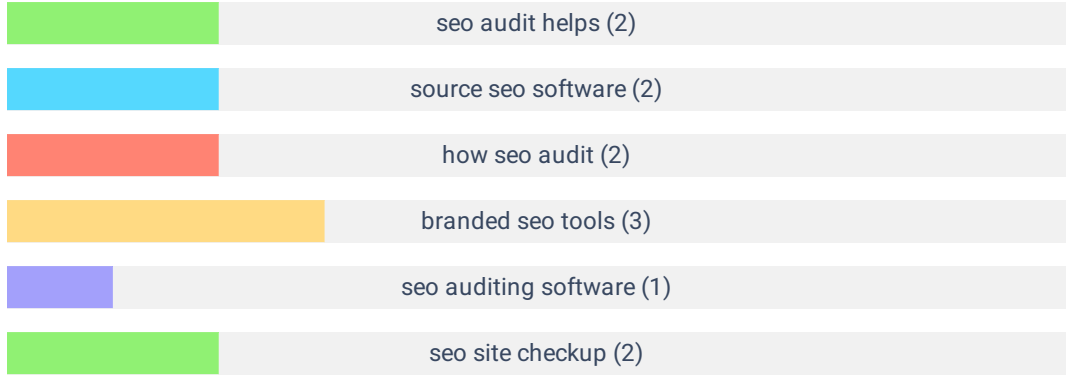 seo audit helps (2)
source seo software (2)
how seo audit (2)
branded seo tools (3)
seo auditing software (1)
seo site checkup (2)